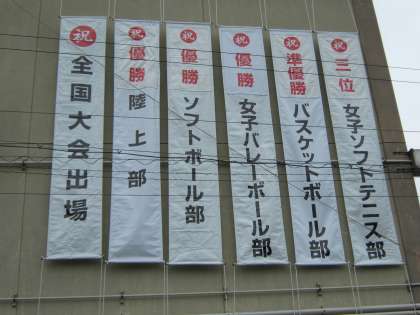 祝 全国大会出場
祝 優勝 陸上部
祝 優勝 ソフトボール部
祝 優勝 女子バレーボール部
祝 準優勝 バスケットボール部
祝 三位 女子ソフトテニス部